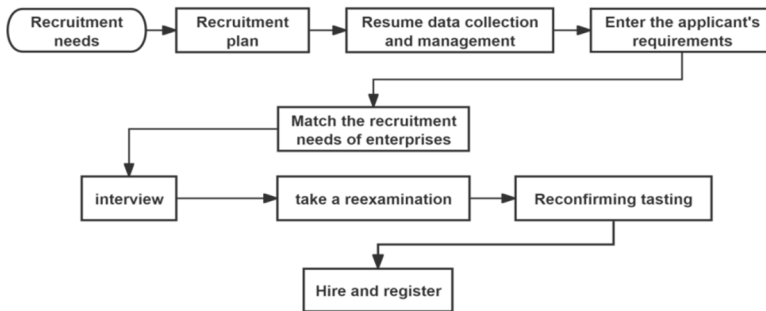 Recruitment
needs
Recruitment
plan
Resume data collection
and management
Enter the applicant's
requirements
Match the recruitment
needs of enterprises
interview
take a reexamination
Reconfirming tasting
Hire and register